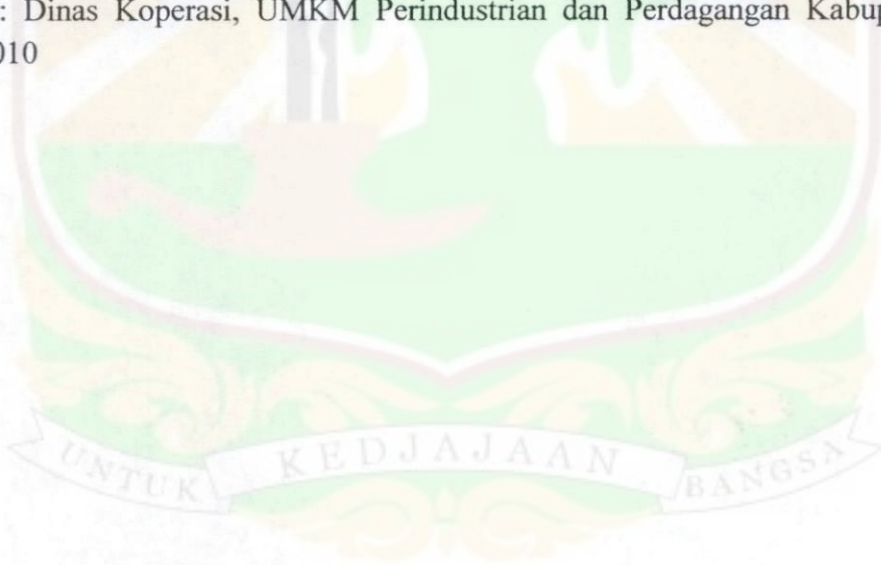 : Dinas Koperasi, UMKM Perindustrian dan Perdagangan Kabup
010
UNTUK KEDJAJAAN BANGSA